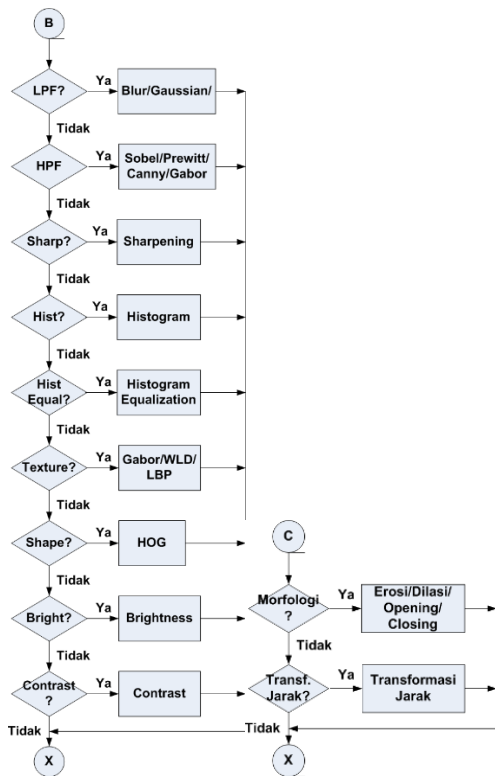 B
LPF?
Ya
Blur/Gaussian/
Tidak
HPF
Ya
Sobel/Prewitt/
Canny/Gabor
Tidak
Sharp?
Ya
Sharpening
Tidak
Hist?
Ya
Histogram
Tidak
Hist
Equal?
Ya
Histogram
Equalization
Tidak
Texture?
Ya
Gabor/WLD/
LBP
Tidak
Shape?
Ya
HOG
Tidak
Bright?
Ya
Brightness
Tidak
Contrast
?
Ya
Contrast
Tidak
X
C
Morfologi
?
Ya
Erosi/Dilasi/
Opening/
Closing
Tidak
Transf.
Jarak?
Ya
Transformasi
Jarak
Tidak
X